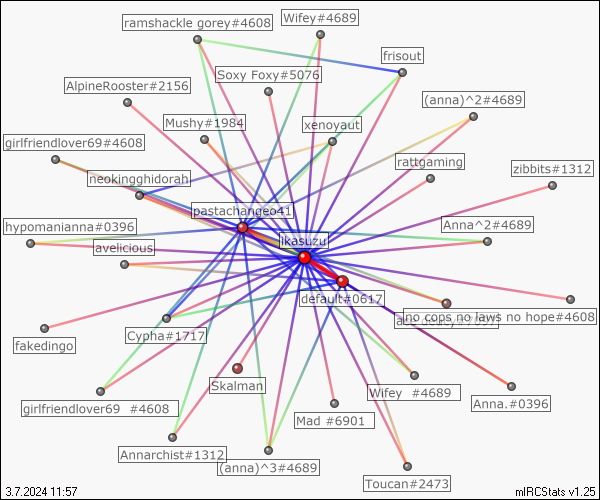 ramshackle gorey#4608
Wifey#4689
frisout
Soxy Foxy#5076
AlpineRooster#2156
(anna)^2#4689
Mushy#1984
xenoyaut
girlfriendlover69#4608
rattgaming
zibbits#1312
neokingghidorah
pastachangeo41
hypomanianna#0396
Anna^2#4689
likasuzu
avelicious
default#0617
no cops no laws no hope#4608
Cypha#1717
fakedingo
Skalman
Wifey #4689
girlfriendlover69 #4608
Anna.#0396
Mad #6901
Annarchist#1312
(anna)^3#4689
Toucan#2473
3.7.2024 11:57
mIRCStats v1.25